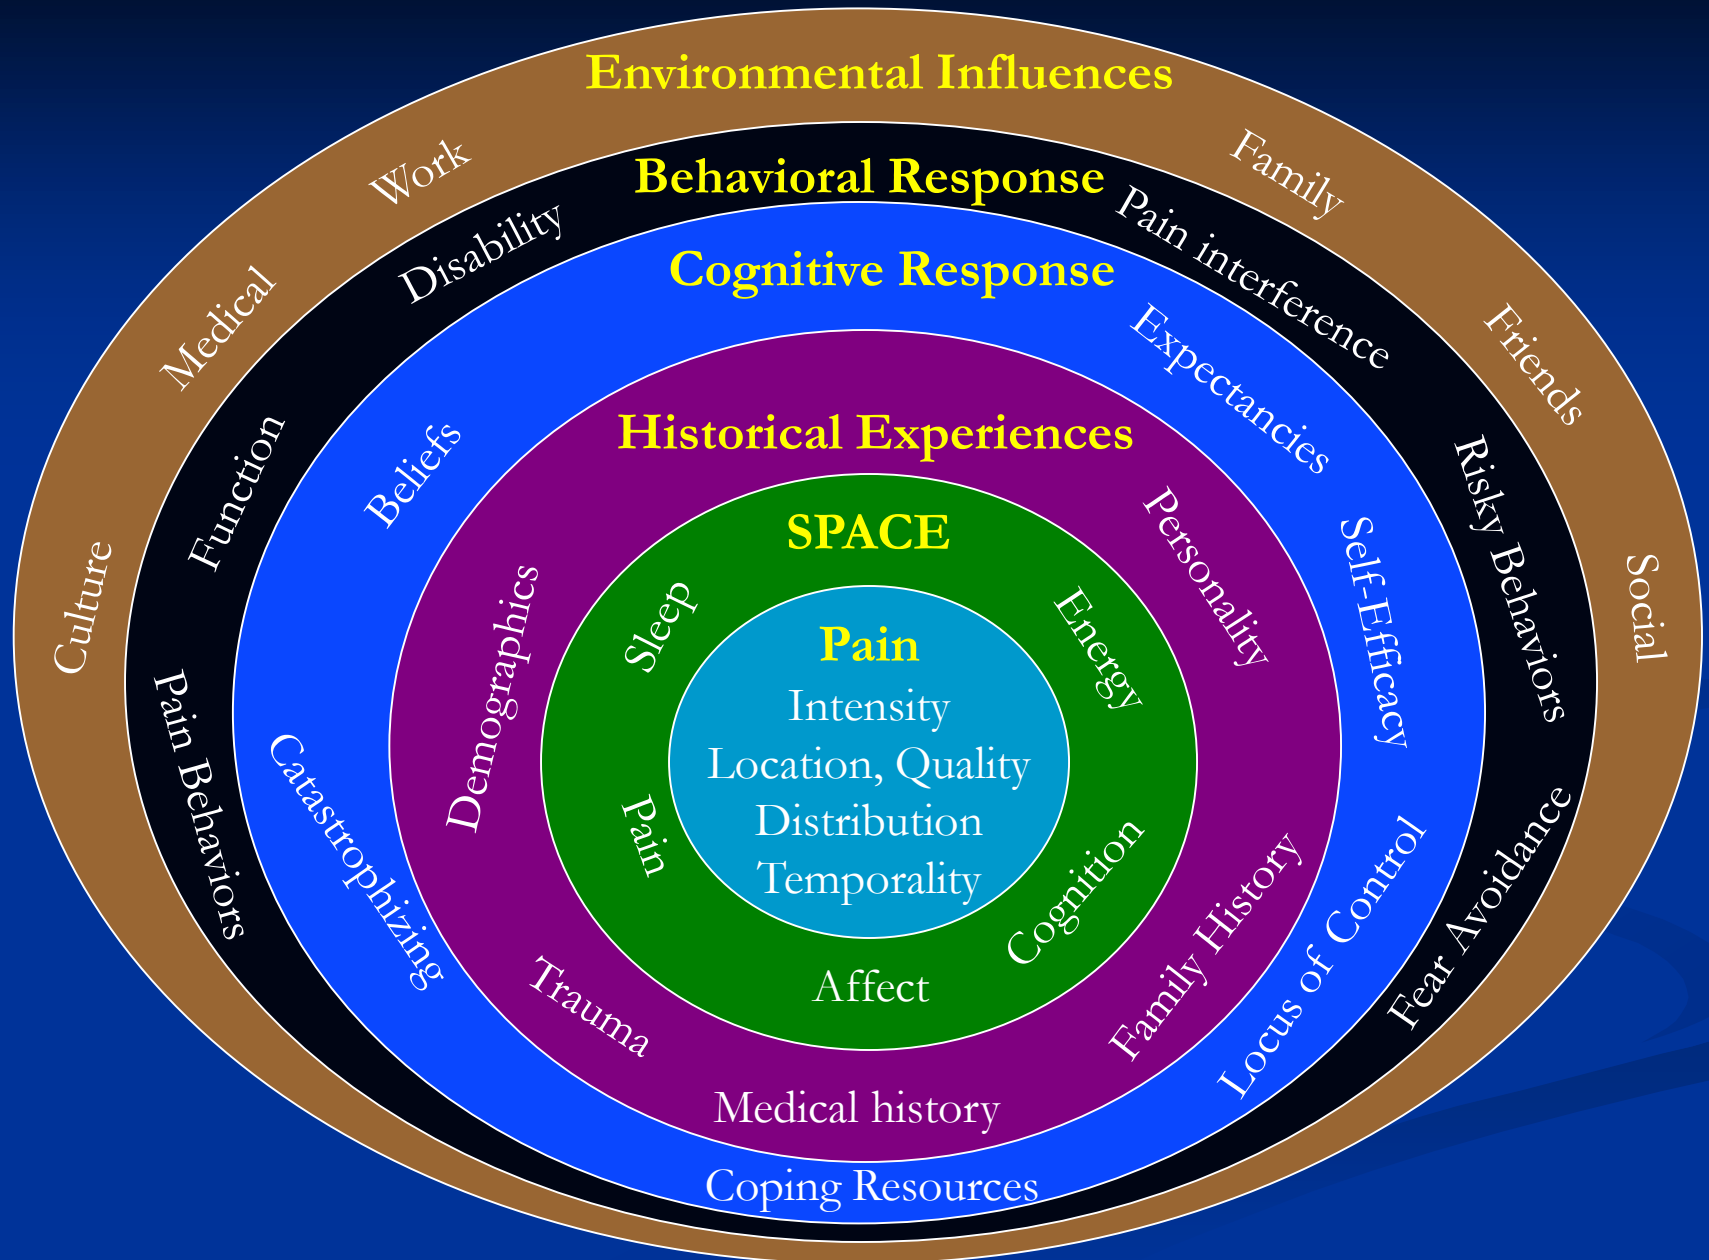 Environmental Influences
Work
Family
Medical
Friends
Culture
Social
Behavioral Response
Disability
Pain interference
Function
Risky Behaviors
Pain Behaviors
Fear Avoidance
Cognitive Response
Expectancies
Beliefs
Self-Efficacy
Catastrophizing
Locus of Control
Coping Resources
Historical Experiences
Personality
Demographics
Family History
Trauma
Medical history
SPACE
Sleep
Energy
Pain
Cognition
Affect
Pain
Intensity
Location, Quality
Distribution
Temporality